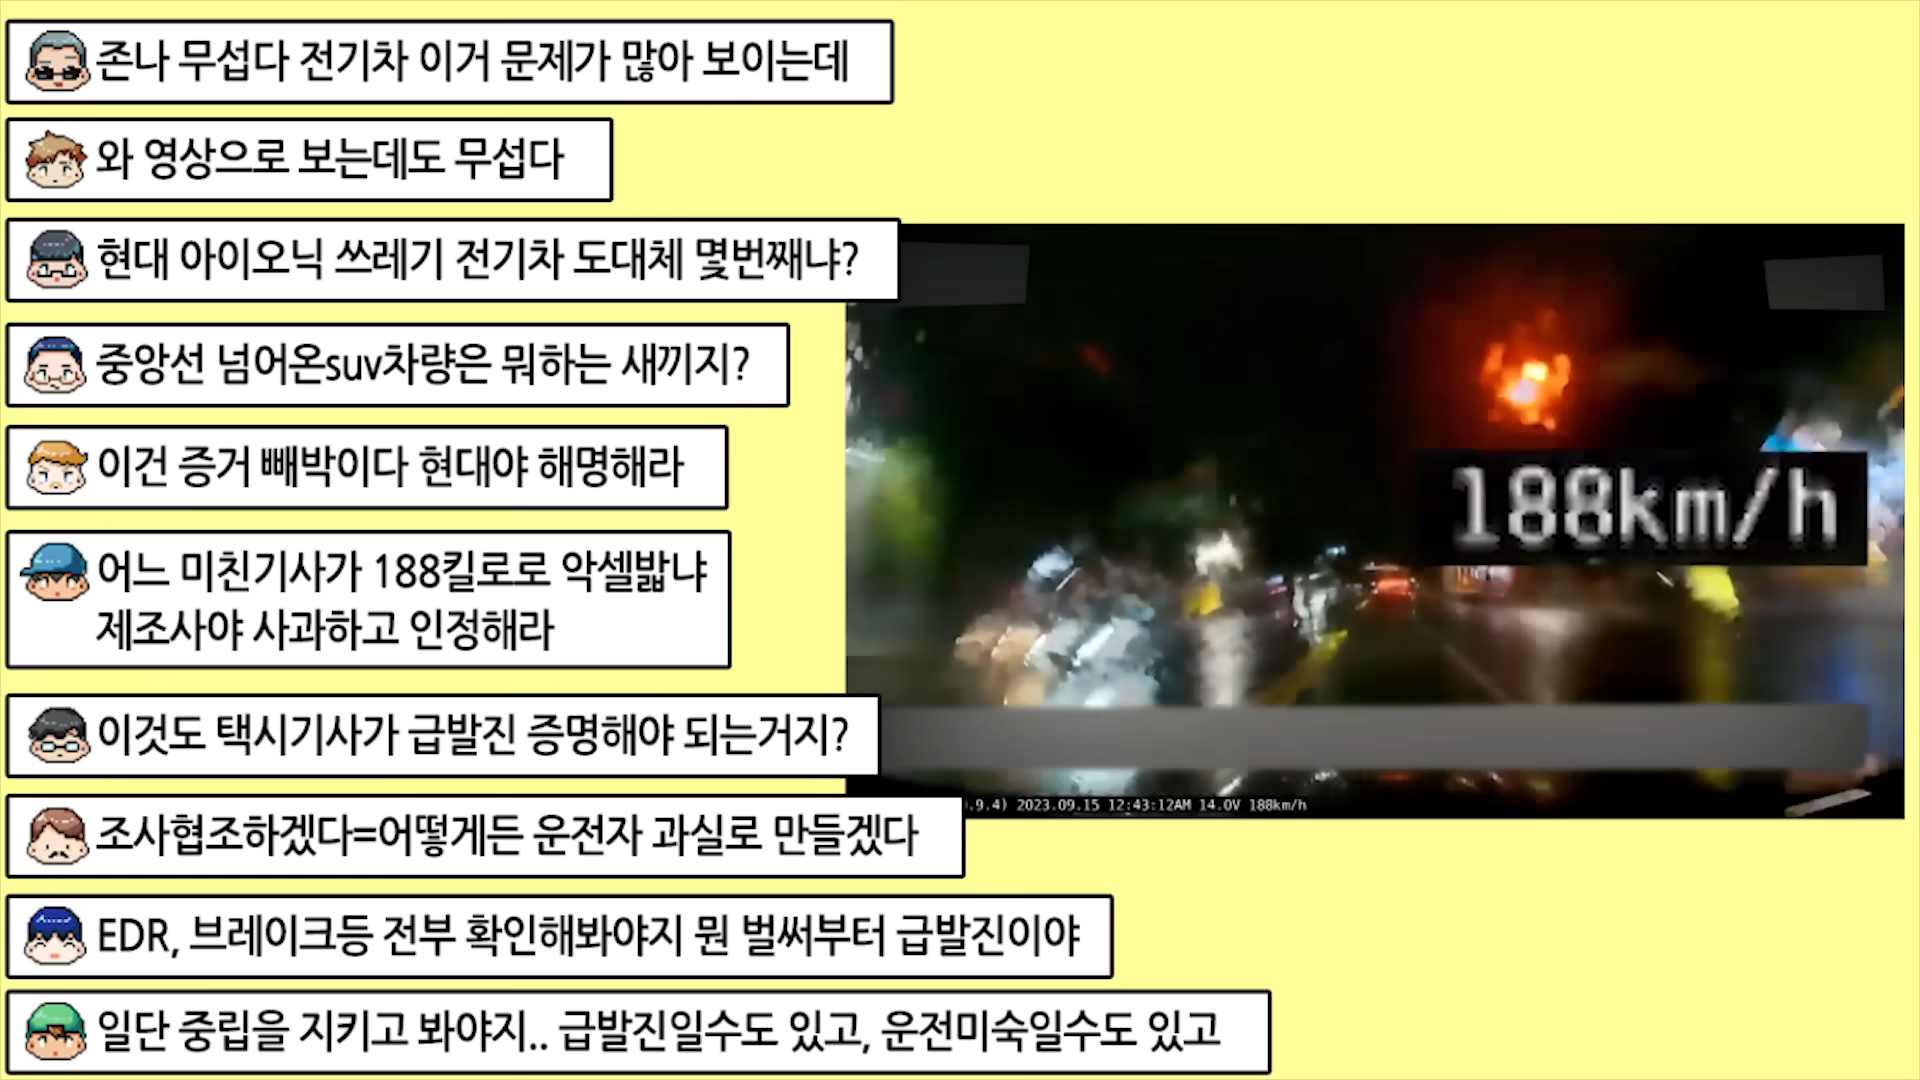 존나 무섭다 전기차 이거 문제가 많아 보이는데
와 영상으로 보는데도 무섭다
현대 아이오닉 쓰레기 전기차 도대체 몇번째냐?
중앙선 넘어온suv차량은 뭐하는 새끼지?
이건 증거 빼박이다 현대야 해명해라
어느 미친기사가 188킬로로 악셀밟냐
제조사야 사과하고 인정해라
188km/h
이것도 택시기사가 급발진 증명해야 되는거지?
.9.4) 2023.09.15 12:43:12AM 14.0V 188km/h
조사협조하겠다=어떻게든 운전자 과실로 만들겠다
EDR, 브레이크등 전부 확인해봐야지 뭔 벌써부터 급발진이야
일단 중립을 지키고 봐야지.. 급발진일수도 있고, 운전미숙일수도 있고